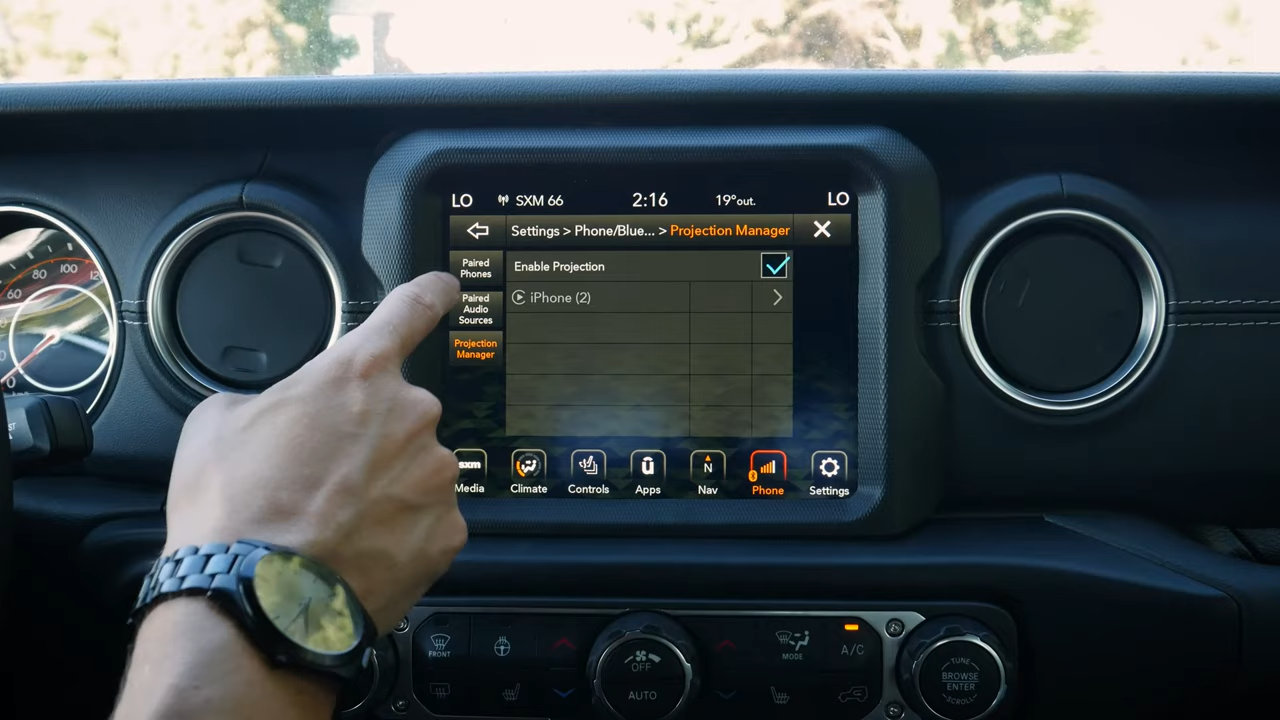 LO
SXM 66
2:16
19°out.
LO
Settings > Phone/Blue... > Projection Manager
Paired
Phones
Enable Projection
Paired
Audio
Sources
iPhone (2)
Projection
Manager
sxm
Media
Climate
Controls
û
Apps
N
Nav
Phone
Settings
80
100
60
FRONT
MODE
A/C
OFF
AUTO
TUNE
BROWSE
ENTER
SCROLL